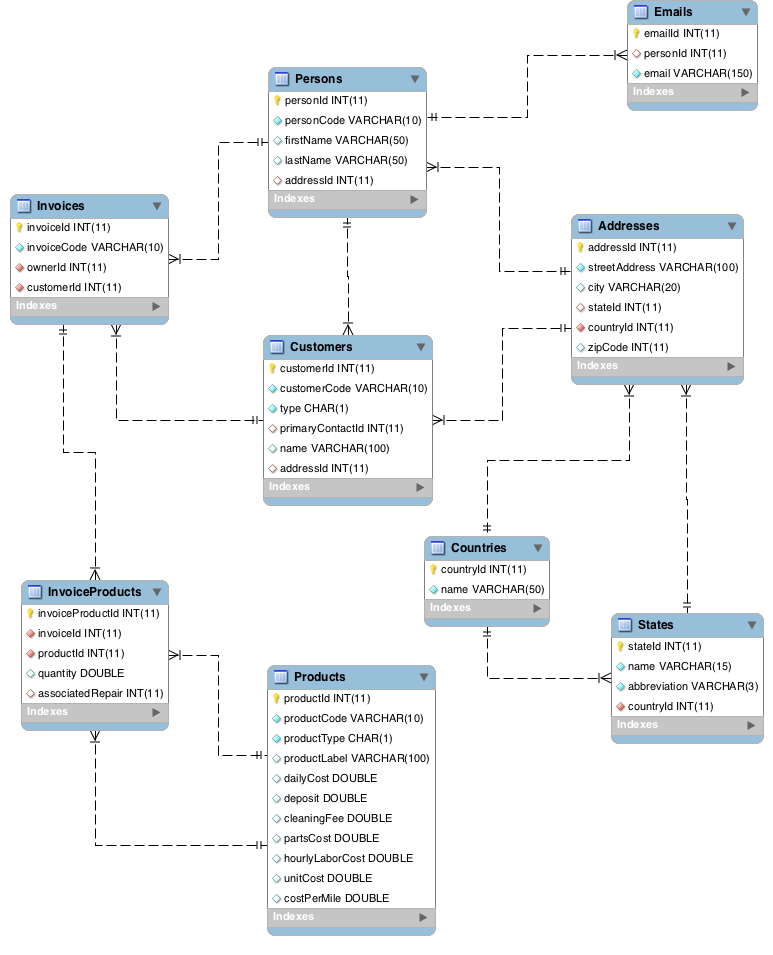 Emails
emailId INT(11)
personId INT(11)
email VARCHAR(150)
Indexes
Persons
personId INT(11)
personCode VARCHAR(10)
firstName VARCHAR(50)
lastName VARCHAR(50)
addressId INT(11)
Indexes
Invoices
invoiceId INT(11)
invoiceCode VARCHAR(10)
ownerId INT(11)
customerId INT(11)
Indexes
Addresses
addressId INT(11)
streetAddress VARCHAR(100)
city VARCHAR(20)
stateId INT(11)
countryId INT(11)
zipCode INT(11)
Indexes
Customers
customerId INT(11)
customerCode VARCHAR(10)
type CHAR(1)
primaryContactId INT(11)
name VARCHAR(100)
addressId INT(11)
Indexes
Countries
countryId INT(11)
name VARCHAR(50)
Indexes
InvoiceProducts
invoiceProductId INT(11)
invoiceId INT(11)
productId INT(11)
quantity DOUBLE
associatedRepair INT(11)
Indexes
States
stateId INT(11)
name VARCHAR(15)
abbreviation VARCHAR(3)
countryId INT(11)
Indexes
Products
productId INT(11)
productCode VARCHAR(10)
productType CHAR(1)
productLabel VARCHAR(100)
dailyCost DOUBLE
deposit DOUBLE
cleaningFee DOUBLE
partsCost DOUBLE
hourlyLaborCost DOUBLE
unitCost DOUBLE
costPerMile DOUBLE
Indexes